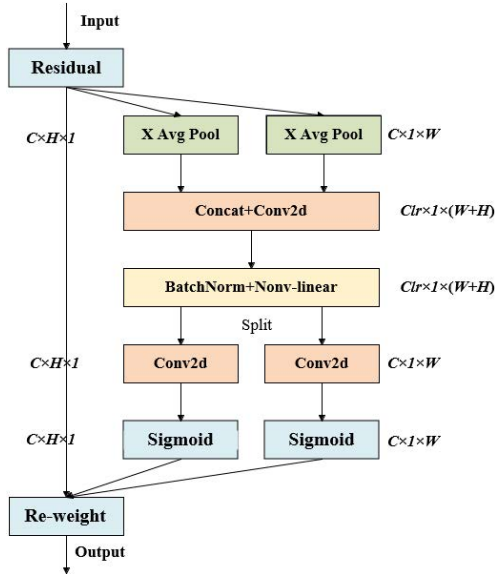 Input
Residual
C×H×1
X Avg Pool
X Avg Pool
C×1×W
Concat+Conv2d
C/r×1×(W+H)
BatchNorm+Nonv-linear
C/r×1×(W+H)
Split
C×H×1
Conv2d
Conv2d
C×1×W
C×H×1
Sigmoid
Sigmoid
C×1×W
Re-weight
Output